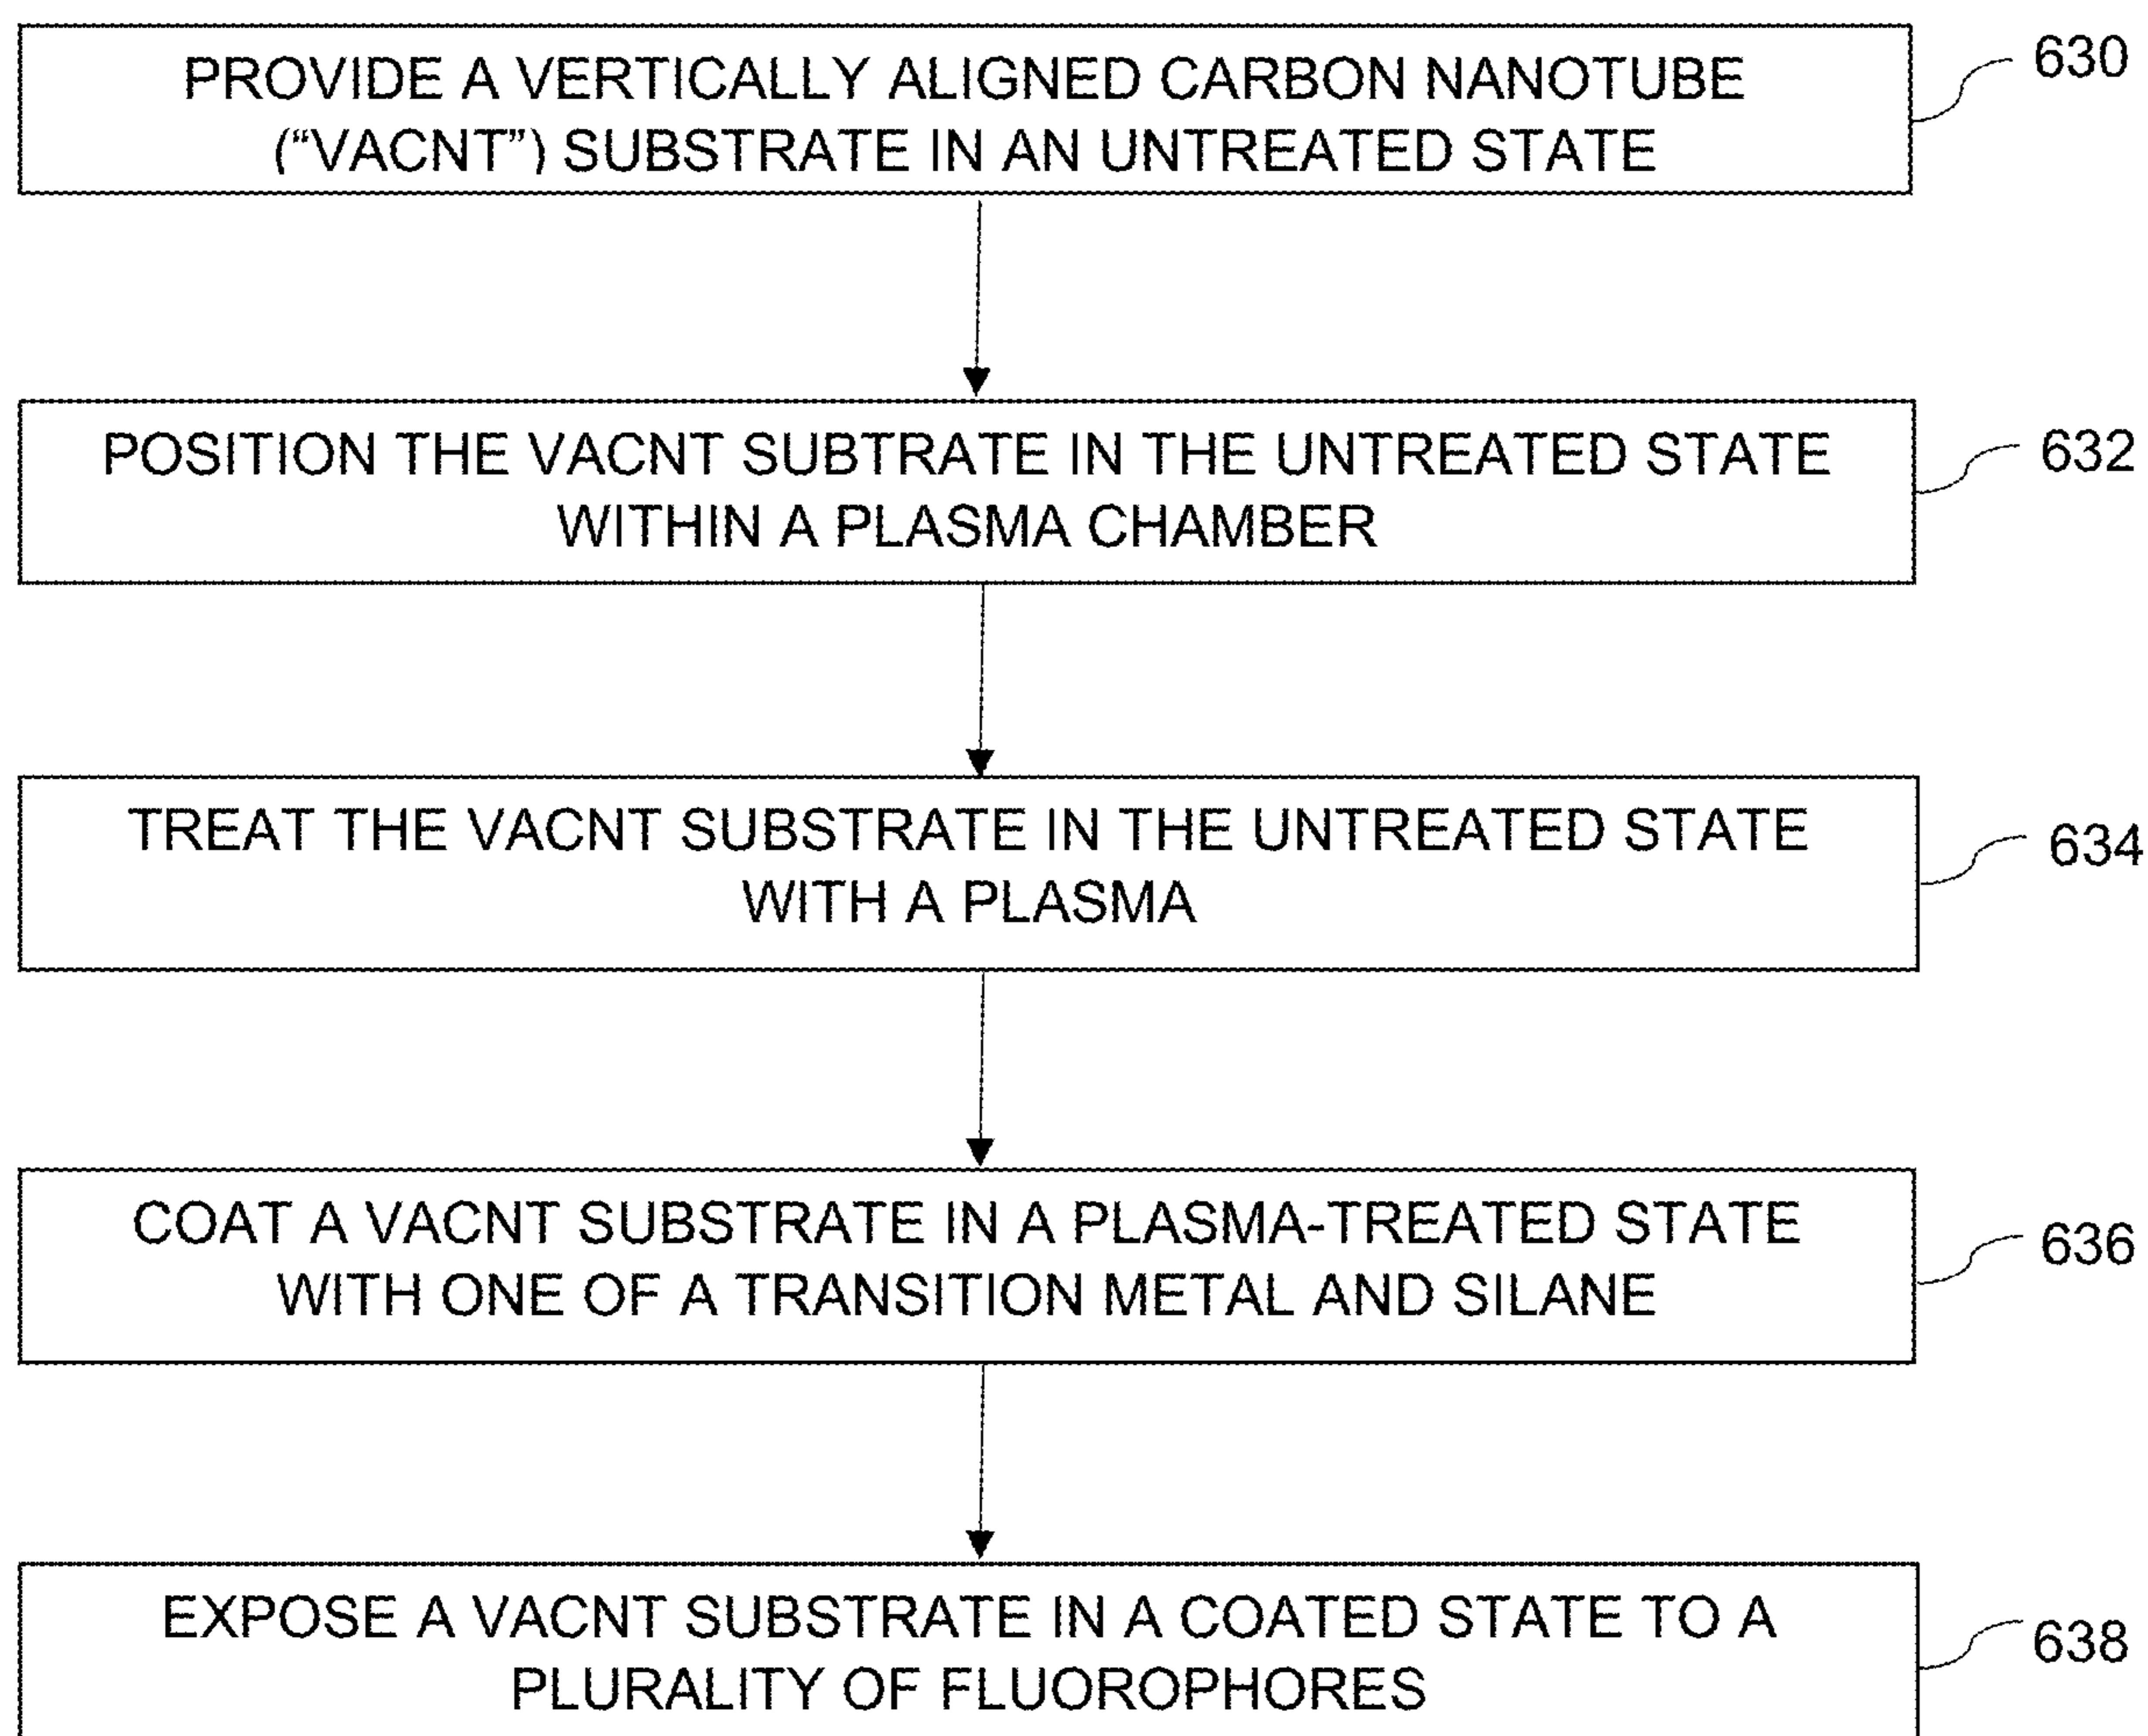 PROVIDE A VERTICALLY ALIGNED CARBON NANOTUBE
630
(“VACNT”) SUBSTRATE IN AN UNTREATED STATE
POSITION THE VACNT SUBTRATE IN THE UNTREATED STATE
632
WITHIN A PLASMA CHAMBER
TREAT THE VACNT SUBSTRATE IN THE UNTREATED STATE
634
WITH A PLASMA
COAT A VACNT SUBSTRATE IN A PLASMA-TREATED STATE
636
WITH ONE OF A TRANSITION METAL AND SILANE
EXPOSE A VACNT SUBSTRATE IN A COATED STATE TO A
638
PLURALITY OF FLUOROPHORES